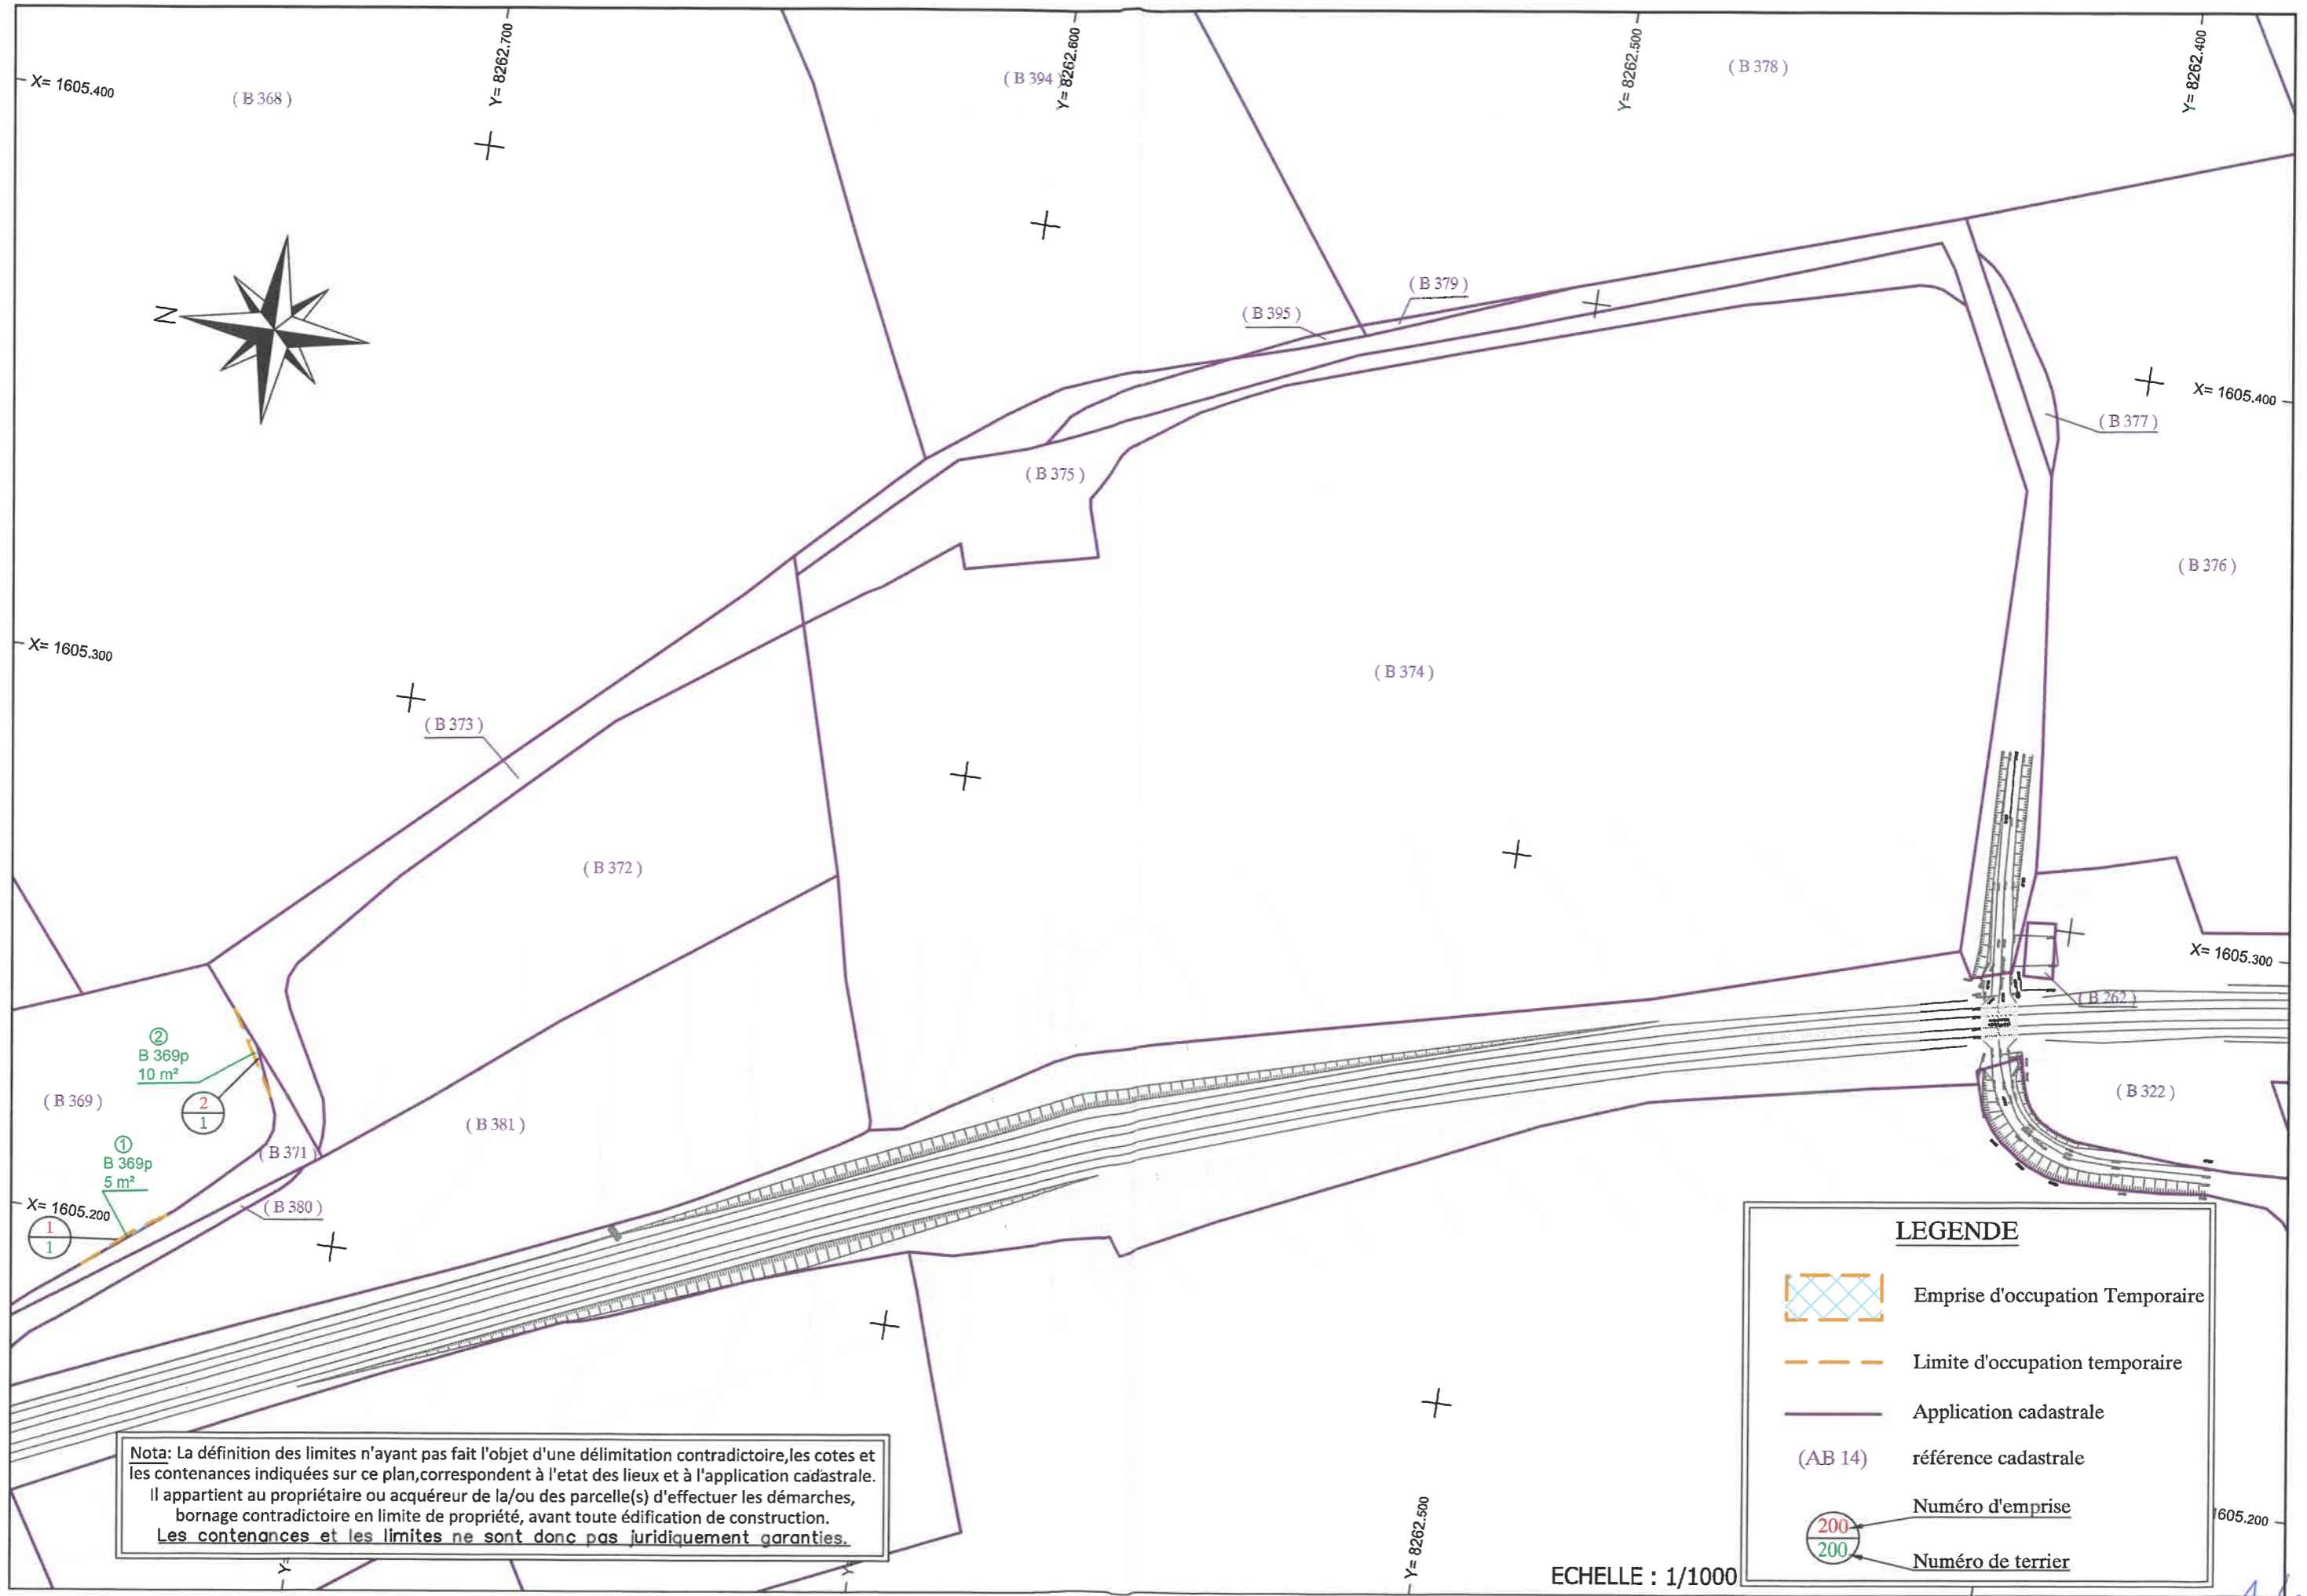 Y= 8262.700
Y= 8262.600
Y= 8262.500
Y= 8262.400
X= 1605.400
( B 368 )
( B 394 )
( B 378 )
N
( B 379 )
( B 395 )
X= 1605.400
( B 377 )
( B 375 )
( B 376 )
X= 1605.300
( B 374 )
( B 373 )
( B 372 )
X= 1605.300
( B 262 )
2
B 369p
10 m²
( B 369 )
2
1
( B 322 )
( B 381 )
1
B 369p
5 m²
( B 371 )
X= 1605.200
( B 380 )
1
1
LEGENDE
Emprise d'occupation Temporaire
Limite d'occupation temporaire
Application cadastrale
(AB 14)
référence cadastrale
Numéro d'emprise
200
200
Numéro de terrier
1605.200
Nota: La définition des limites n'ayant pas fait l'objet d'une délimitation contradictoire,les cotes et
les contenances indiquées sur ce plan,correspondent à l'etat des lieux et à l'application cadastrale.
Il appartient au propriétaire ou acquéreur de la/ou des parcelle(s) d'effectuer les démarches,
bornage contradictoire en limite de propriété, avant toute édification de construction.
Les contenances et les limites ne sont donc pas juridiquement garanties.
Y=
Y= 8262.500
ECHELLE : 1/1000